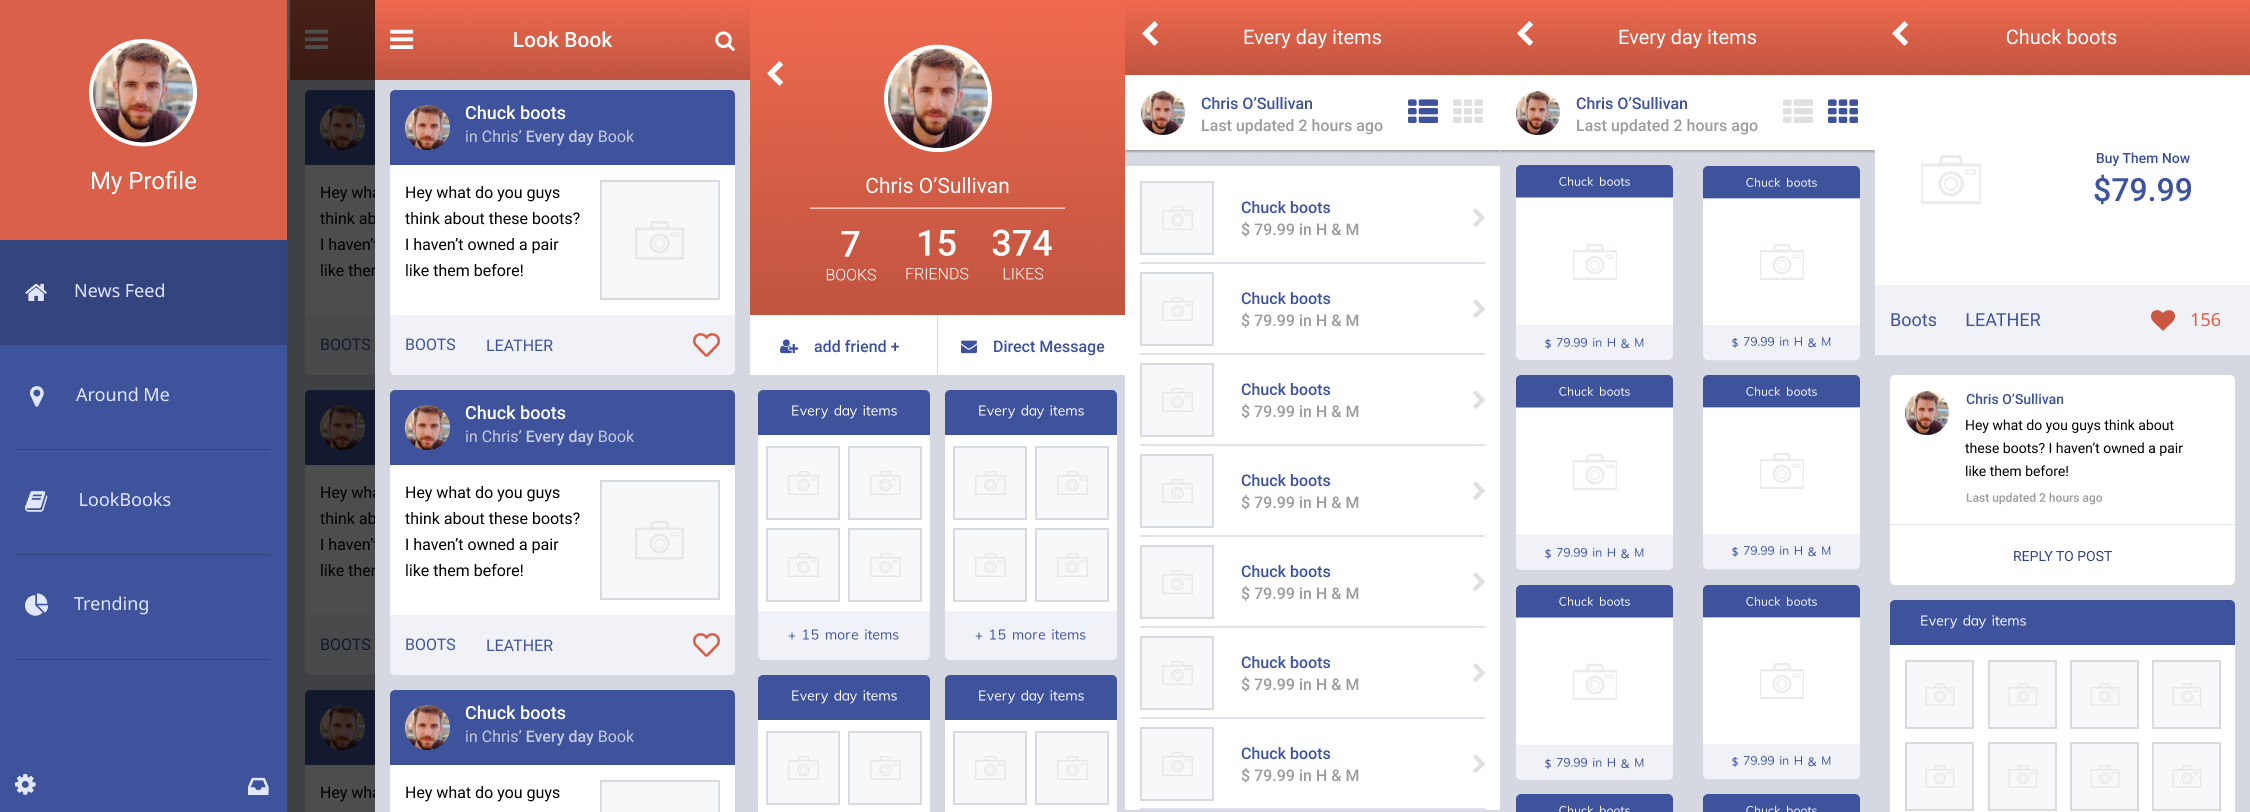 My Profile
News Feed
Around Me
LookBooks
Trending
Hey wha
think ab
I haven't
like ther
BOOTS
Hey wha
think ab
I haven't
like ther
BOOTS
Hey wha
Look Book
Chuck boots
in Chris' Every day Book
Hey what do you guys
think about these boots?
I haven't owned a pair
like them before!
BOOTS LEATHER
Chuck boots
in Chris' Every day Book
Hey what do you guys
think about these boots?
I haven't owned a pair
like them before!
BOOTS LEATHER
Chuck boots
in Chris' Every day Book
Hey what do you guys
Chris O'Sullivan
7 15 374
BOOKS FRIENDS LIKES
add friend + Direct Message
Every day items Every day items
+ 15 more items + 15 more items
Every day items Every day items
Every day items
Chris O'Sullivan
Last updated 2 hours ago
Chuck boots
$ 79.99 in H & M
Chuck boots
$ 79.99 in H & M
Chuck boots
$ 79.99 in H & M
Chuck boots
$ 79.99 in H & M
Chuck boots
$ 79.99 in H & M
Chuck boots
$ 79.99 in H & M
Chuck boots
$ 79.99 in H & M
Every day items
Chris O'Sullivan
Last updated 2 hours ago
Chuck boots Chuck boots
$ 79.99 in H & M $ 79.99 in H & M
Chuck boots Chuck boots
$ 79.99 in H & M $ 79.99 in H & M
Chuck boots Chuck boots
$ 79.99 in H & M $ 79.99 in H & M
Chuck boots
Buy Them Now
$79.99
Boots LEATHER 156
Chris O'Sullivan
Hey what do you guys think about
these boots? I haven't owned a pair
like them before!
Last updated 2 hours ago
REPLY TO POST
Every day items